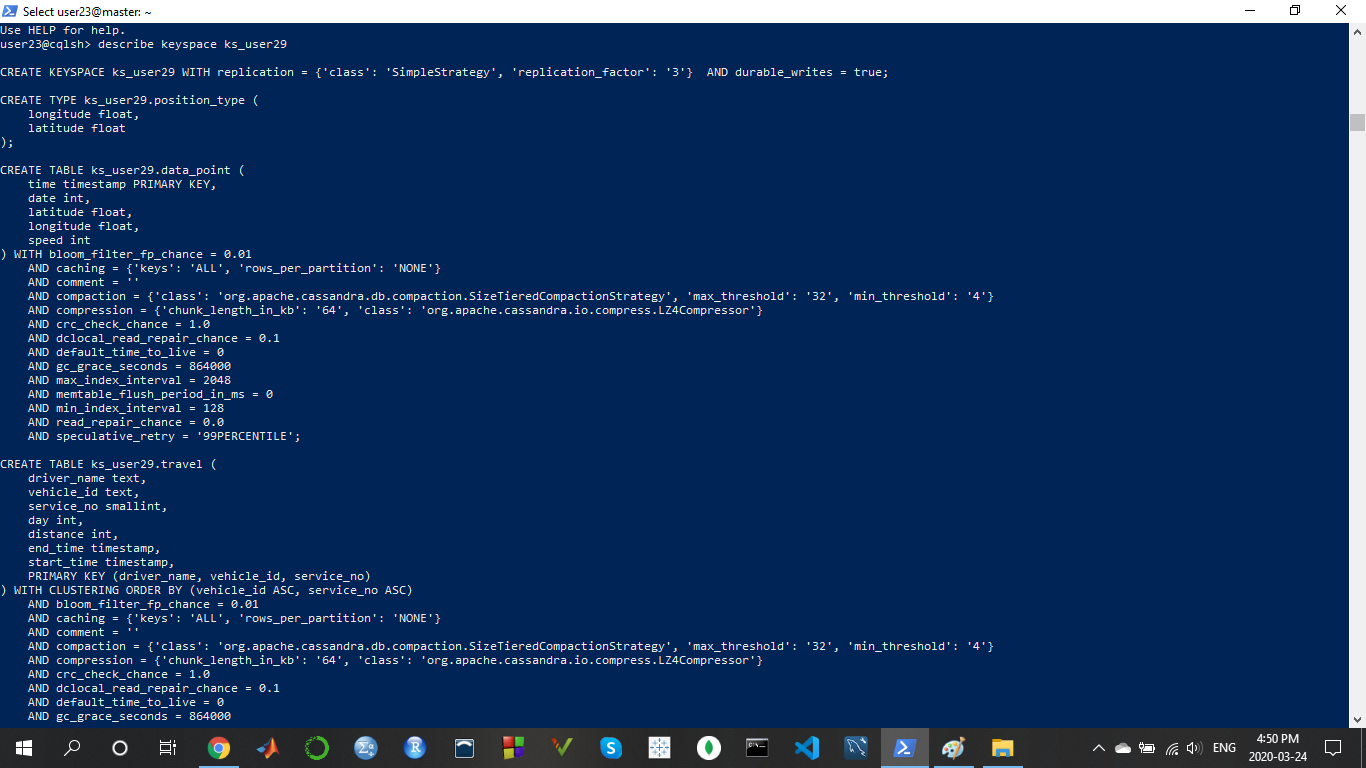 Select user23@master: ~
Use HELP for help.
user23@cqlsh> describe keyspace ks_user29
CREATE KEYSPACE ks_user29 WITH replication = {'class': 'SimpleStrategy', 'replication_factor': '3'}  AND durable_writes = true;
CREATE TYPE ks_user29.position_type (
    longitude float,
    latitude float
);
CREATE TABLE ks_user29.data_point (
    time timestamp PRIMARY KEY,
    date int,
    latitude float,
    longitude float,
    speed int
) WITH bloom_filter_fp_chance = 0.01
    AND caching = {'keys': 'ALL', 'rows_per_partition': 'NONE'}
    AND comment = ''
    AND compaction = {'class': 'org.apache.cassandra.db.compaction.SizeTieredCompactionStrategy', 'max_threshold': '32', 'min_threshold': '4'}
    AND compression = {'chunk_length_in_kb': '64', 'class': 'org.apache.cassandra.io.compress.LZ4Compressor'}
    AND crc_check_chance = 1.0
    AND dclocal_read_repair_chance = 0.1
    AND default_time_to_live = 0
    AND gc_grace_seconds = 864000
    AND max_index_interval = 2048
    AND memtable_flush_period_in_ms = 0
    AND min_index_interval = 128
    AND read_repair_chance = 0.0
    AND speculative_retry = '99PERCENTILE';
CREATE TABLE ks_user29.travel (
    driver_name text,
    vehicle_id text,
    service_no smallint,
    day int,
    distance int,
    end_time timestamp,
    start_time timestamp,
    PRIMARY KEY (driver_name, vehicle_id, service_no)
) WITH CLUSTERING ORDER BY (vehicle_id ASC, service_no ASC)
    AND bloom_filter_fp_chance = 0.01
    AND caching = {'keys': 'ALL', 'rows_per_partition': 'NONE'}
    AND comment = ''
    AND compaction = {'class': 'org.apache.cassandra.db.compaction.SizeTieredCompactionStrategy', 'max_threshold': '32', 'min_threshold': '4'}
    AND compression = {'chunk_length_in_kb': '64', 'class': 'org.apache.cassandra.io.compress.LZ4Compressor'}
    AND crc_check_chance = 1.0
    AND dclocal_read_repair_chance = 0.1
    AND default_time_to_live = 0
    AND gc_grace_seconds = 864000
ENG
4:50 PM
2020-03-24